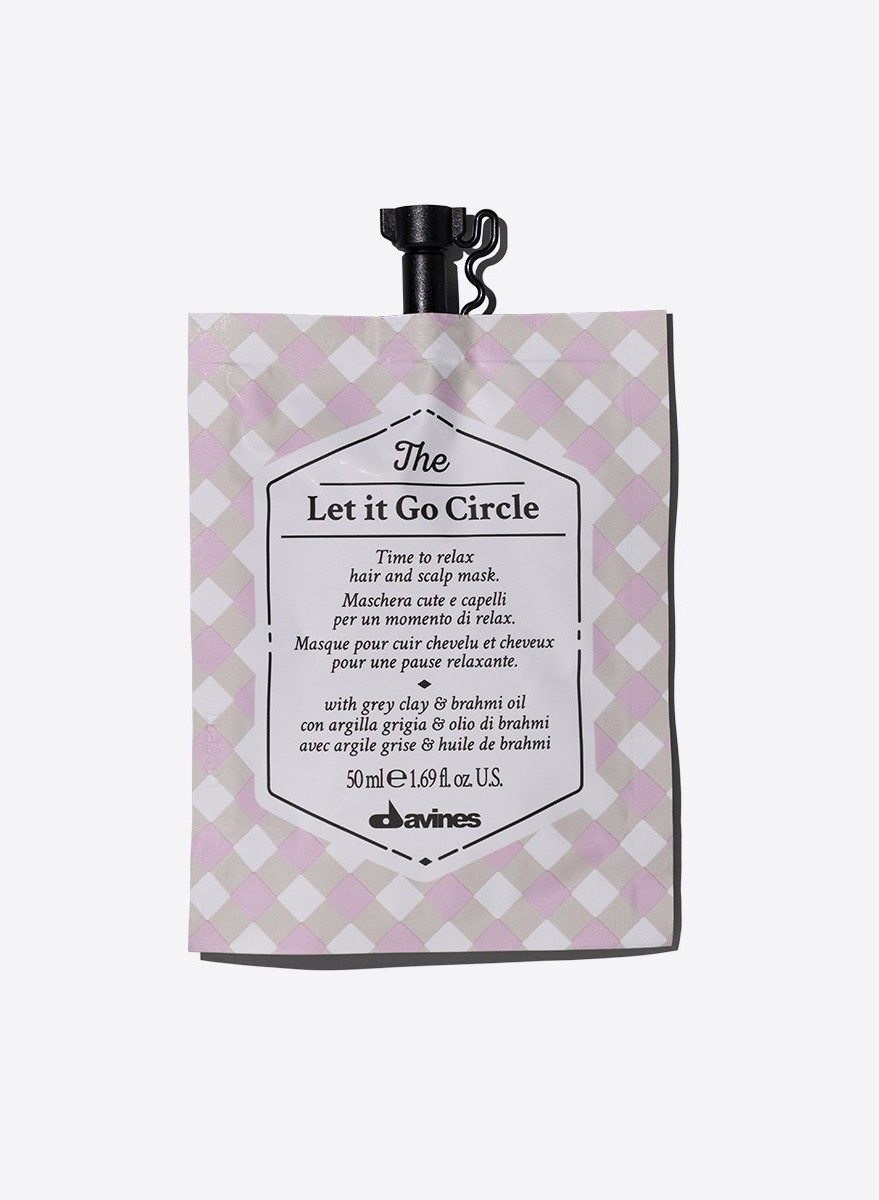 The
Let it Go Circle
Time to relax
hair and scalp mask.
Maschera cute e capelli
per un momento di relax.
Masque pour cuir chevelu et cheveux
pour une pause relaxante.
with grey clay & brahmi oil
con argilla grigia & olio di brahmi
avec argile grise & huile de brahmi
50 ml ℮ 1.69 fl. oz. U.S.
davines